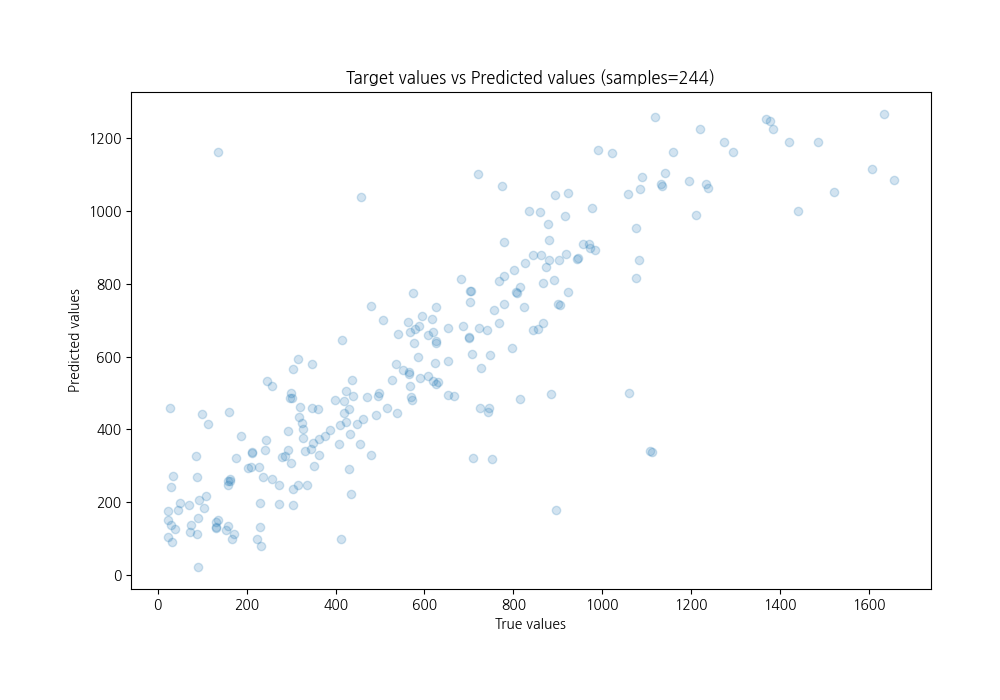 Target values vs Predicted values (samples=244)
Predicted values
1200
1000
800
600
400
200
0
0 200 400 600 800 1000 1200 1400 1600
True values